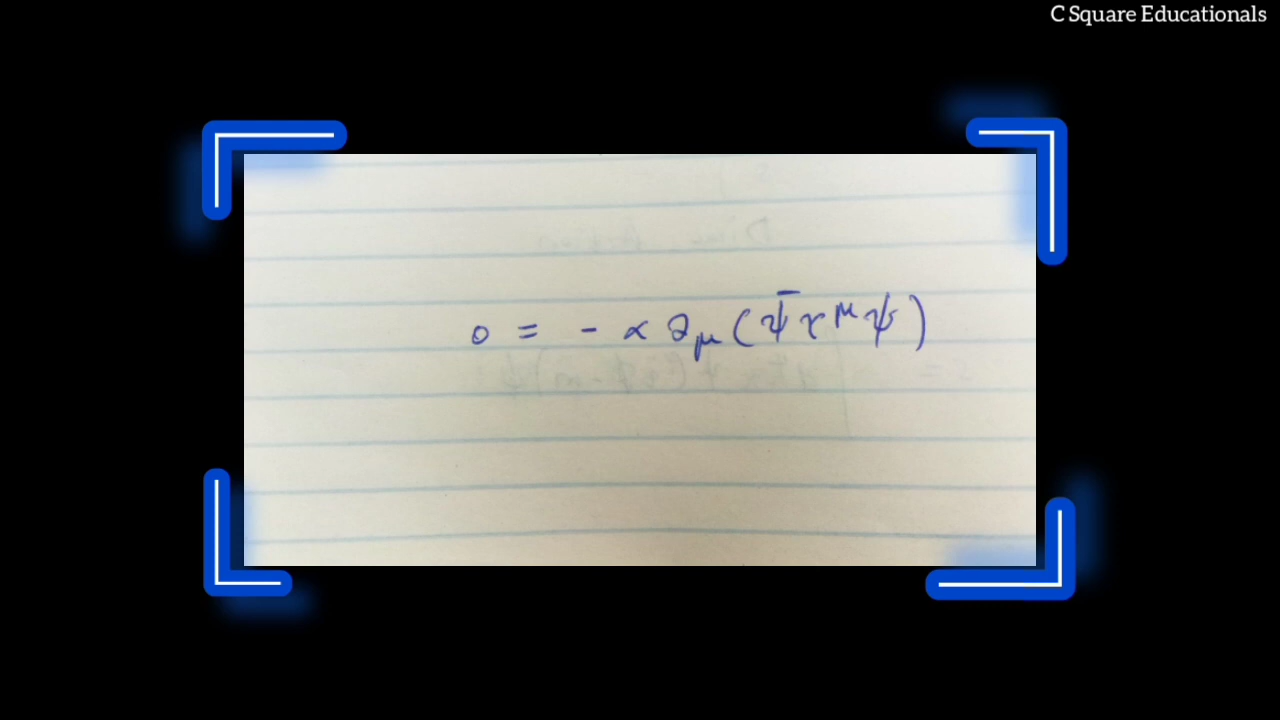 C Square Educationals
0 = - α ∂μ ( ψ̄ γ^μ ψ )